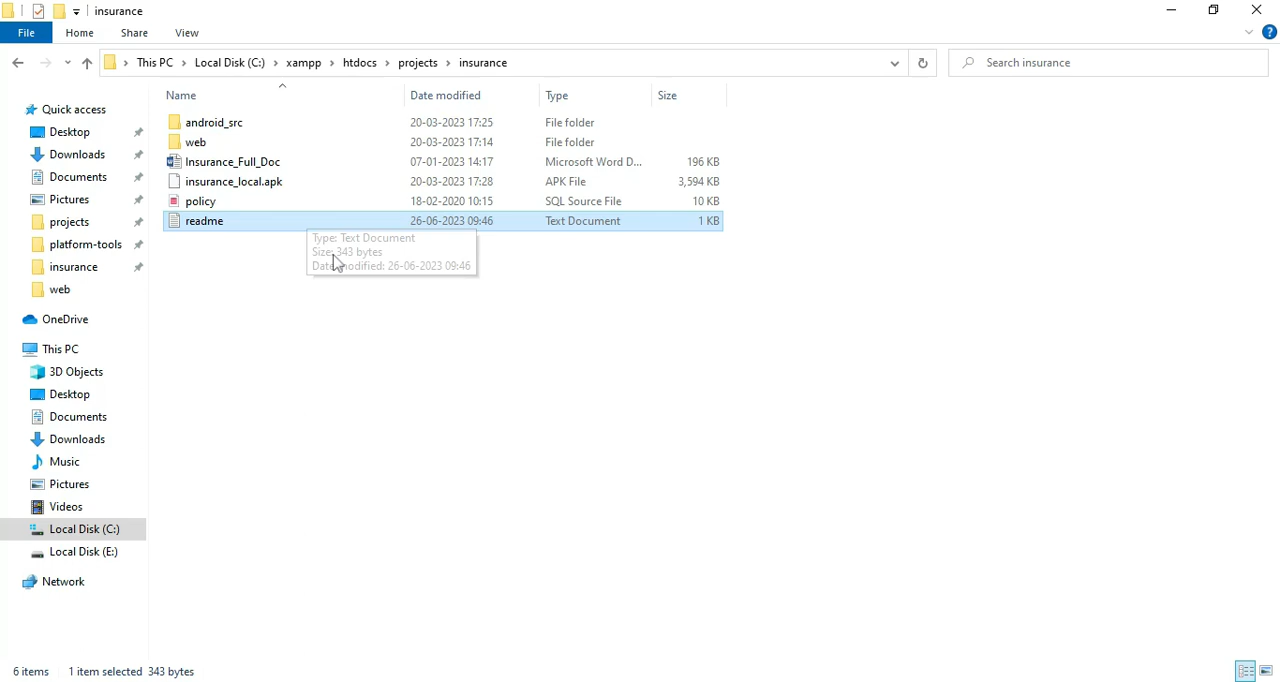 insurance
File Home Share View
This PC Local Disk (C:) xampp htdocs projects insurance Search insurance
Name Date modified Type Size
Quick access
Desktop
Downloads
Documents
Pictures
projects
platform-tools
insurance
web
OneDrive
This PC
3D Objects
Desktop
Documents
Downloads
Music
Pictures
Videos
Local Disk (C:)
Local Disk (E:)
Network
android_src 20-03-2023 17:25 File folder
web 20-03-2023 17:14 File folder
Insurance_Full_Doc 07-01-2023 14:17 Microsoft Word D... 196 KB
insurance_local.apk 20-03-2023 17:28 APK File 3,594 KB
policy 18-02-2020 10:15 SQL Source File 10 KB
readme 26-06-2023 09:46 Text Document 1 KB
Type: Text Document
Size: 343 bytes
Date modified: 26-06-2023 09:46
6 items 1 item selected 343 bytes